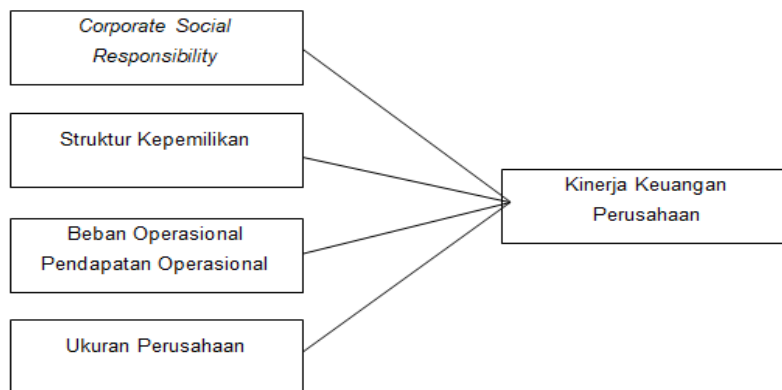 Corporate Social
Responsibility
Struktur Kepemilikan
Beban Operasional
Pendapatan Operasional
Ukuran Perusahaan
Kinerja Keuangan
Perusahaan